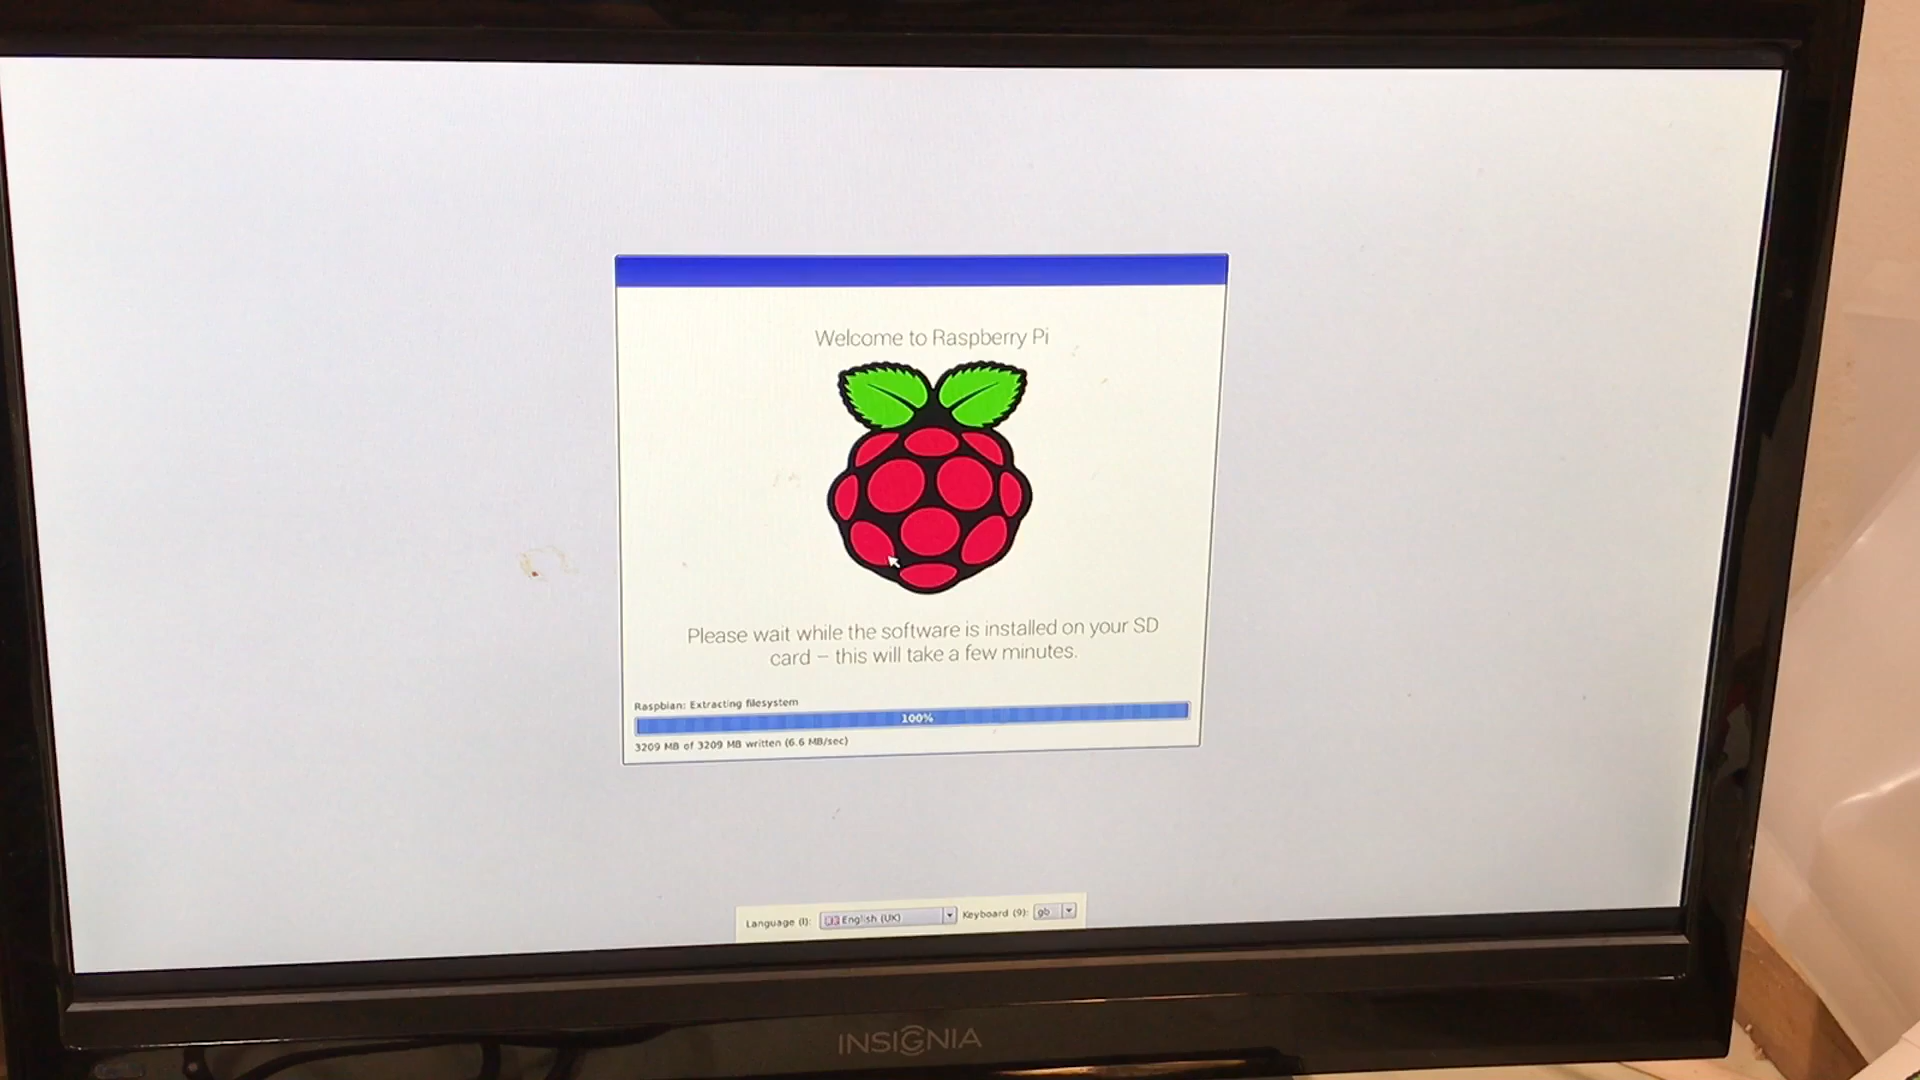 Welcome to Raspberry Pi
Please wait while the software is installed on your SD
card – this will take a few minutes.
Raspbian: Extracting filesystem
100%
3209 MB of 3209 MB written (6.6 MB/sec)
Language (l): English (UK) Keyboard (9): gb
INSIGNIA